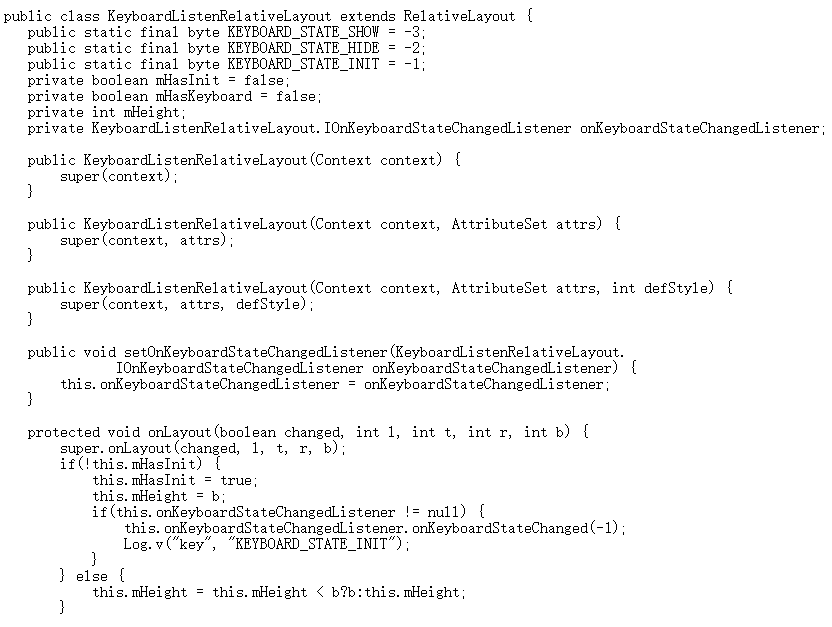 public class KeyboardListenRelativeLayout extends RelativeLayout {
public static final byte KEYBOARD_STATE_SHOW = -3;
public static final byte KEYBOARD_STATE_HIDE = -2;
public static final byte KEYBOARD_STATE_INIT = -1;
private boolean mHasInit = false;
private boolean mHasKeyboard = false;
private int mHeight;
private KeyboardListenRelativeLayout.IOnKeyboardStateChangedListener onKeyboardStateChangedListener;
public KeyboardListenRelativeLayout(Context context) {
super(context);
}
public KeyboardListenRelativeLayout(Context context, AttributeSet attrs) {
super(context, attrs);
}
public KeyboardListenRelativeLayout(Context context, AttributeSet attrs, int defStyle) {
super(context, attrs, defStyle);
}
public void setOnKeyboardStateChangedListener(KeyboardListenRelativeLayout.
IOnKeyboardStateChangedListener onKeyboardStateChangedListener) {
this.onKeyboardStateChangedListener = onKeyboardStateChangedListener;
}
protected void onLayout(boolean changed, int l, int t, int r, int b) {
super.onLayout(changed, l, t, r, b);
if(!this.mHasInit) {
this.mHasInit = true;
this.mHeight = b;
if(this.onKeyboardStateChangedListener != null) {
this.onKeyboardStateChangedListener.onKeyboardStateChanged(-1);
Log.v("key", "KEYBOARD_STATE_INIT");
}
} else {
this.mHeight = this.mHeight < b?b:this.mHeight;
}